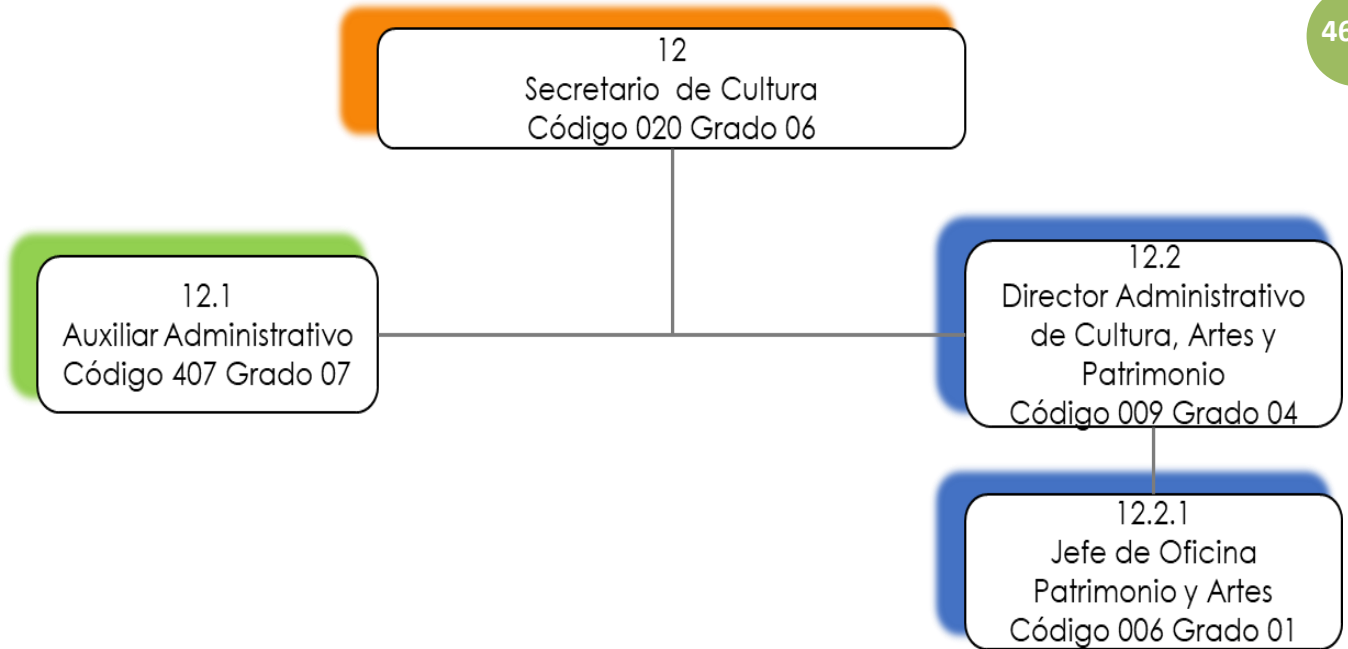 46
12
Secretario de Cultura
Código 020 Grado 06
12.1
Auxiliar Administrativo
Código 407 Grado 07
12.2
Director Administrativo
de Cultura, Artes y
Patrimonio
Código 009 Grado 04
12.2.1
Jefe de Oficina
Patrimonio y Artes
Código 006 Grado 01